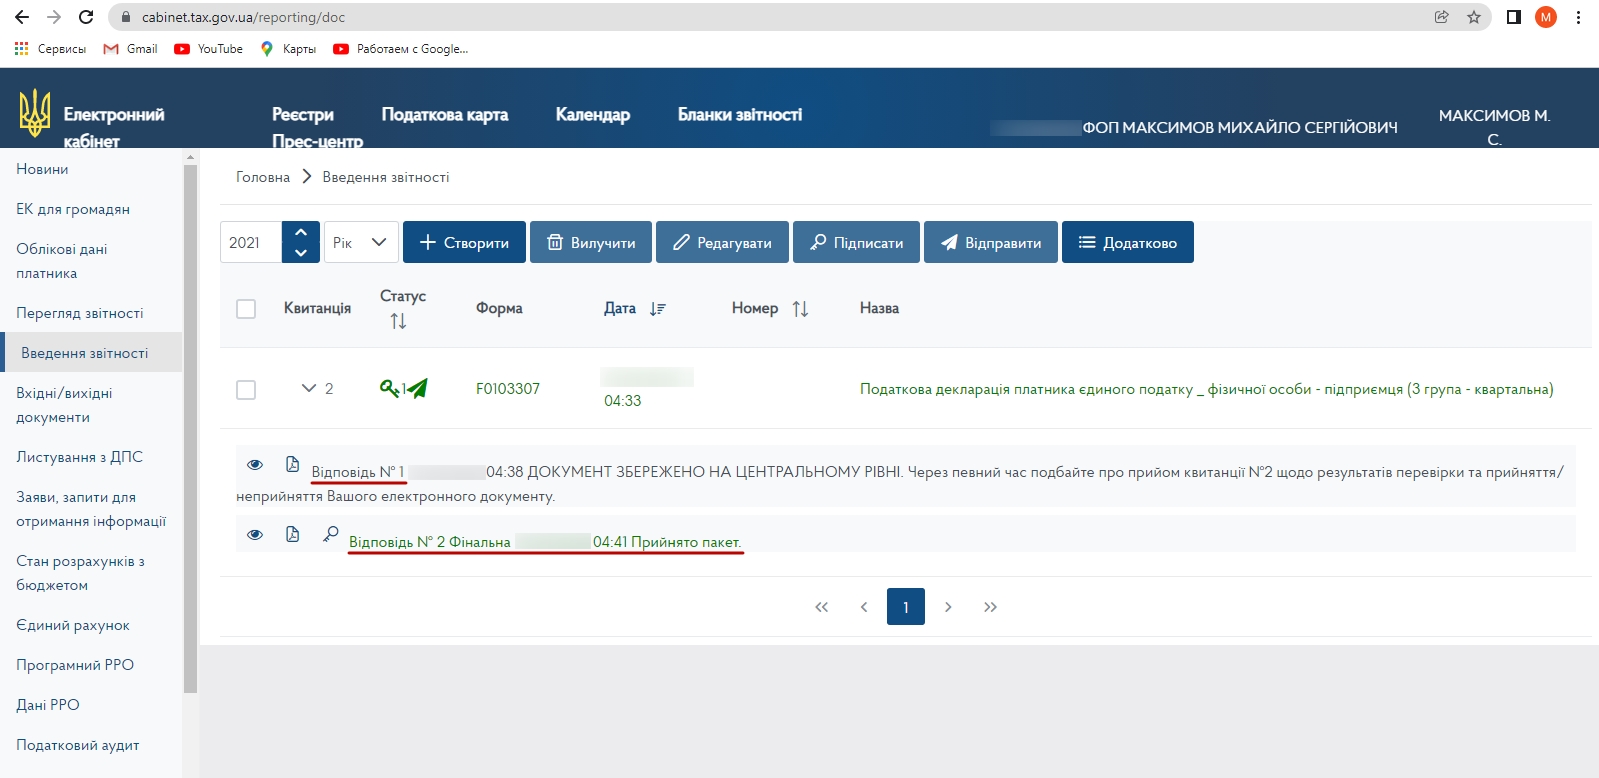 cabinet.tax.gov.ua/reporting/doc
M
Сервисы Gmail YouTube Карты Работаем с Google...
Електронний кабінет
Реєстри Податкова карта Календар Бланки звітності
Прес-центр
ФОП МАКСИМОВ МИХАЙЛО СЕРГІЙОВИЧ
МАКСИМОВ М. С.
Новини
ЕК для громадян
Облікові дані
платника
Перегляд звітності
Введення звітності
Вхідні/вихідні
документи
Листування з ДПС
Заяви, запити для
отримання інформації
Стан розрахунків з
бюджетом
Єдиний рахунок
Програмний РРО
Дані РРО
Податковий аудит
Головна > Введення звітності
2021 Рік Створити Вилучити Редагувати Підписати Відправити Додатково
Квитанція Статус Форма Дата Номер Назва
2 1 F0103307 04:33 Податкова декларація платника єдиного податку _ фізичної особи - підприємця (3 група - квартальна)
Відповідь № 1 04:38 ДОКУМЕНТ ЗБЕРЕЖЕНО НА ЦЕНТРАЛЬНОМУ РІВНІ. Через певний час подбайте про прийом квитанції №2 щодо результатів перевірки та прийняття/
неприйняття Вашого електронного документу.
Відповідь № 2 Фінальна 04:41 Прийнято пакет.
1